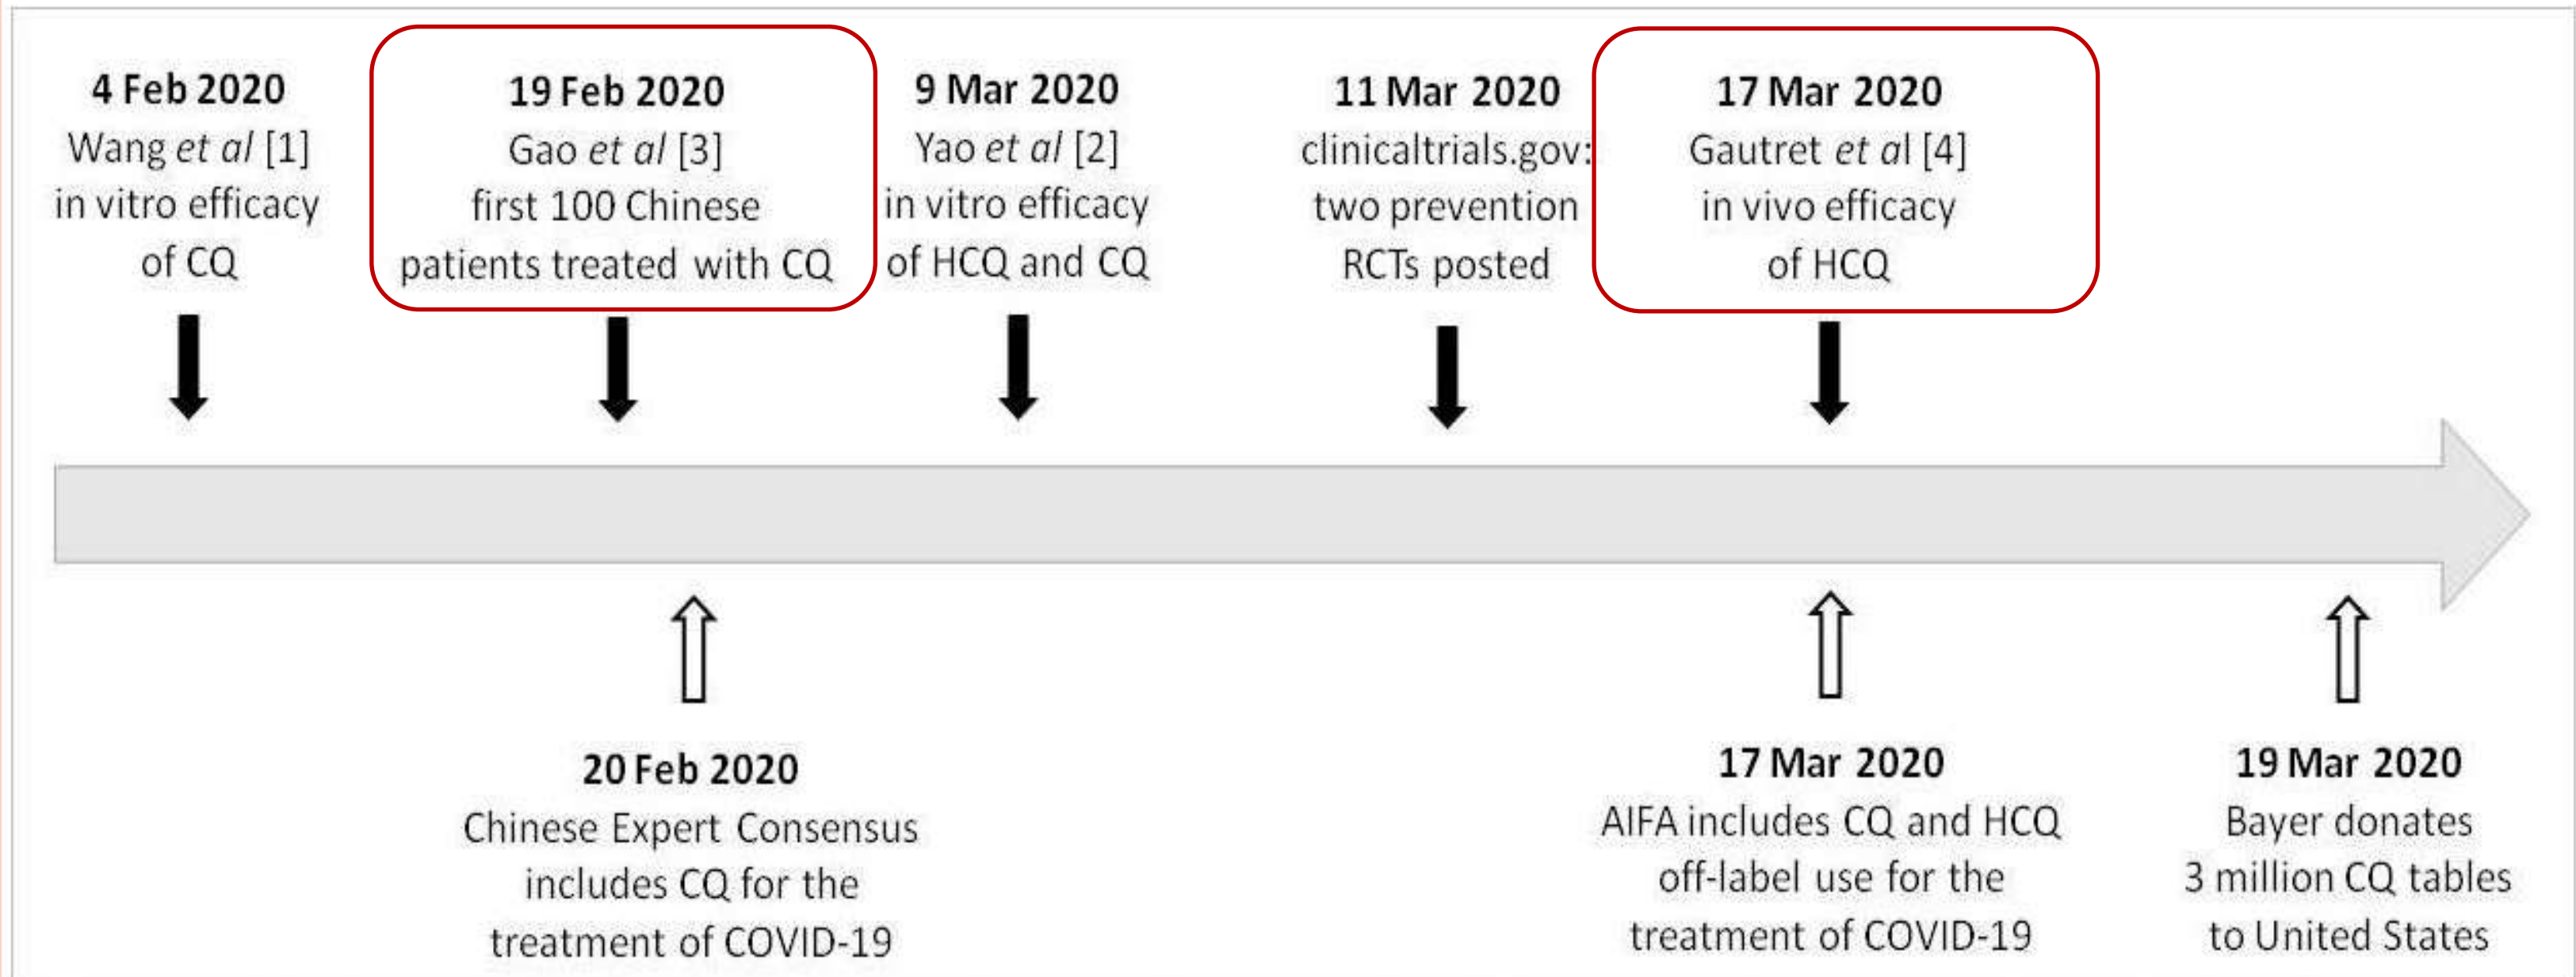 4 Feb 2020
Wang et al [1]
in vitro efficacy
of CQ
19 Feb 2020
Gao et al [3]
first 100 Chinese
patients treated with CQ
9 Mar 2020
Yao et al [2]
in vitro efficacy
of HCQ and CQ
11 Mar 2020
clinicaltrials.gov:
two prevention
RCTs posted
17 Mar 2020
Gautret et al [4]
in vivo efficacy
of HCQ
20 Feb 2020
Chinese Expert Consensus
includes CQ for the
treatment of COVID-19
17 Mar 2020
AIFA includes CQ and HCQ
off-label use for the
treatment of COVID-19
19 Mar 2020
Bayer donates
3 million CQ tables
to United States